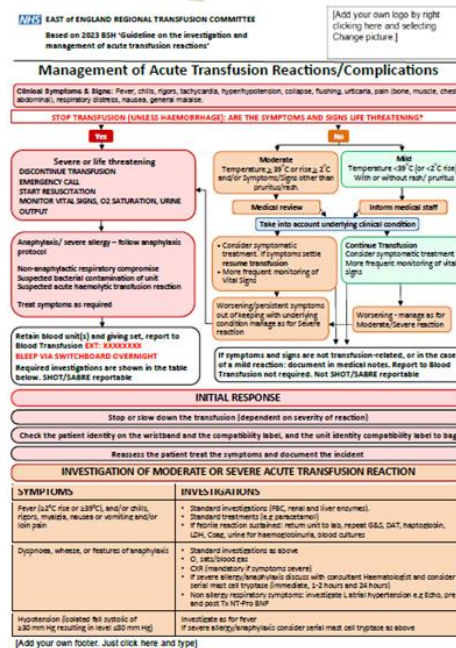 NHS EAST OF ENGLAND REGIONAL TRANSFUSION COMMITTEE
Based on 2023 BSH 'Guideline on the investigation and
management of acute transfusion reactions'
[Add your own logo by right
clicking here and selecting
Change picture.]
Management of Acute Transfusion Reactions/Complications
Clinical Symptoms & Signs: Fever, chills, rigors, tachycardia, hyperhypotension, collapse, flushing, urticaria, pain (bone, muscle, chest
abdominal), respiratory distress, nausea, general malaise.
STOP TRANSFUSION (UNLESS HAEMORRHAGE): ARE THE SYMPTOMS AND SIGNS LIFE THREATENING?
Yes
No
Severe or life threatening
DISCONTINUE TRANSFUSION
EMERGENCY CALL
START RESUSCITATION
MONITOR VITAL SIGNS, O2 SATURATION, URINE
OUTPUT
Anaphylaxis/ severe allergy – follow anaphylaxis
protocol
Non-anaphylactic respiratory compromise
Suspected bacterial contamination of unit
Suspected acute haemolytic transfusion reaction
Treat symptoms as required
Retain blood unit(s) and giving set, report to
Blood Transfusion EXT: XXXXXXXX
BLEEP VIA SWITCHBOARD OVERNIGHT
Required investigations are shown in the table
below. SHOT/SABRE reportable
Moderate
Temperature ≥ 39°C or rise ≥ 2°C
and/or Symptoms/Signs other than
pruritus/rash.
Mild
Temperature <39°C (or <2°C rise)
With or without rash/ pruritus
Medical review
Inform medical staff
Take into account underlying clinical condition
• Consider symptomatic
treatment. If symptoms settle
resume transfusion
• More frequent monitoring of
Vital Signs
Continue Transfusion
Consider symptomatic treatment
More frequent monitoring of vital
signs
Worsening/persistent symptoms
out of keeping with underlying
condition manage as for Severe
reaction
Worsening - manage as for
Moderate/Severe reaction
If symptoms and signs are not transfusion-related, or in the case
of a mild reaction: document in medical notes. Report to Blood
Transfusion not required. Not SHOT/SABRE reportable
INITIAL RESPONSE
Stop or slow down the transfusion (dependent on severity of reaction)
Check the patient identity on the wristband and the compatibility label, and the unit identity compatibility label to bag
Reassess the patient treat the symptoms and document the incident
INVESTIGATION OF MODERATE OR SEVERE ACUTE TRANSFUSION REACTION
SYMPTOMS
INVESTIGATIONS
Fever (≥2°C rise or ≥39°C), and/or chills,
rigors, myalgia, nausea or vomiting and/or
loin pain
• Standard investigations (FBC, renal and liver enzymes).
• Standard treatments (e.g paracetamol)
• If febrile reaction sustained: return unit to lab, repeat G&S, DAT, haptoglobin,
LDH, Coag, urine for haemoglobinuria, blood cultures
Dyspnoea, wheeze, or features of anaphylaxis
• Standard investigations as above
• O₂ sats/blood gas
• CXR (mandatory if symptoms severe)
• If severe allergy/anaphylaxis discuss with consultant Haematologist and consider
serial mast cell tryptase (immediate, 1-2 hours and 24 hours)
• Non allergy respiratory symptoms: investigate L atrial hypertension e.g Echo, pre
and post Tx NT-Pro BNP
Hypotension (isolated fall systolic of
≥30 mm Hg resulting in level ≤80 mm Hg)
Investigate as for fever
If severe allergy/anaphylaxis consider serial mast cell tryptase as above
[Add your own footer. Just click here and type]